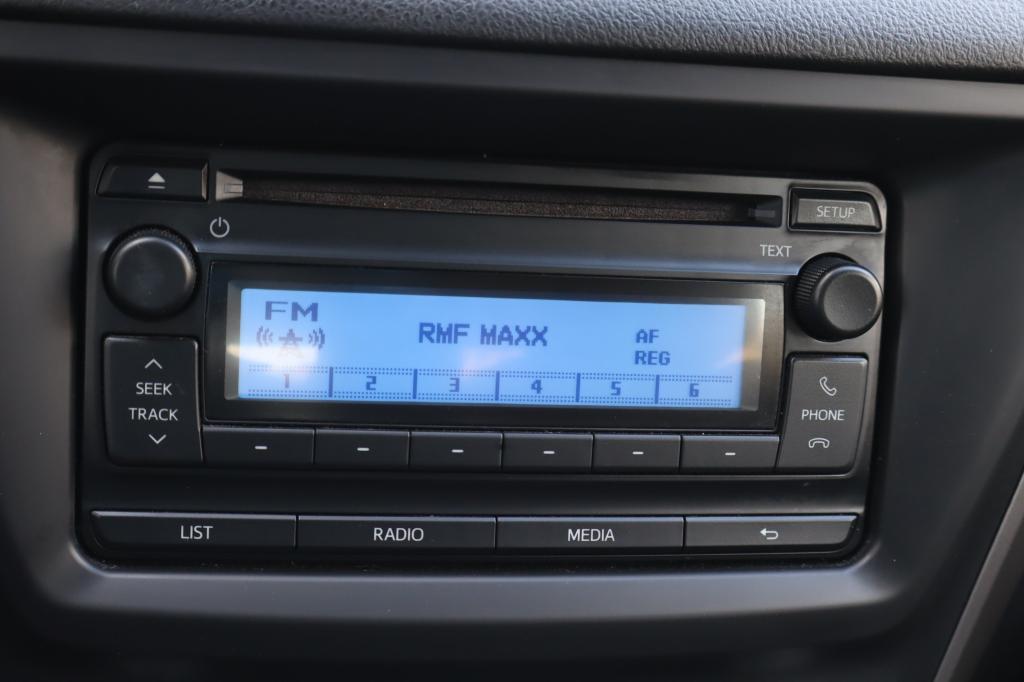 SETUP
TEXT
FM
RMF MAXX
AF
REG
1 2 3 4 5 6
SEEK
TRACK
PHONE
LIST RADIO MEDIA